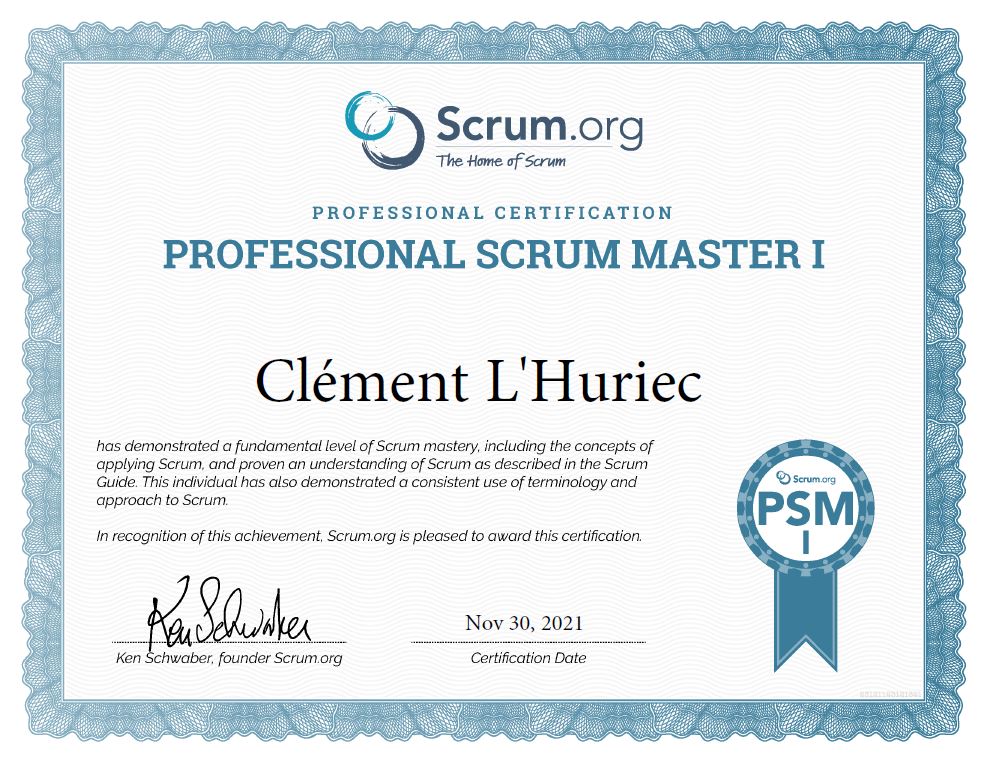 Scrum.org
The Home of Scrum
PROFESSIONAL CERTIFICATION
PROFESSIONAL SCRUM MASTER I
Clément L'Huriec
has demonstrated a fundamental level of Scrum mastery, including the concepts of
applying Scrum, and proven an understanding of Scrum as described in the Scrum
Guide. This individual has also demonstrated a consistent use of terminology and
approach to Scrum.
In recognition of this achievement, Scrum.org is pleased to award this certification.
Scrum.org
PSM
I
Ken Schwaber
Nov 30, 2021
Ken Schwaber, founder Scrum.org
Certification Date